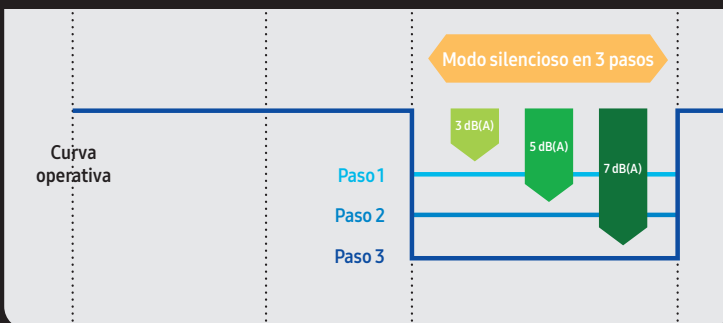 Modo silencioso en 3 pasos
3 dB(A)
5 dB(A)
7 dB(A)
Curva
operativa
Paso 1
Paso 2
Paso 3